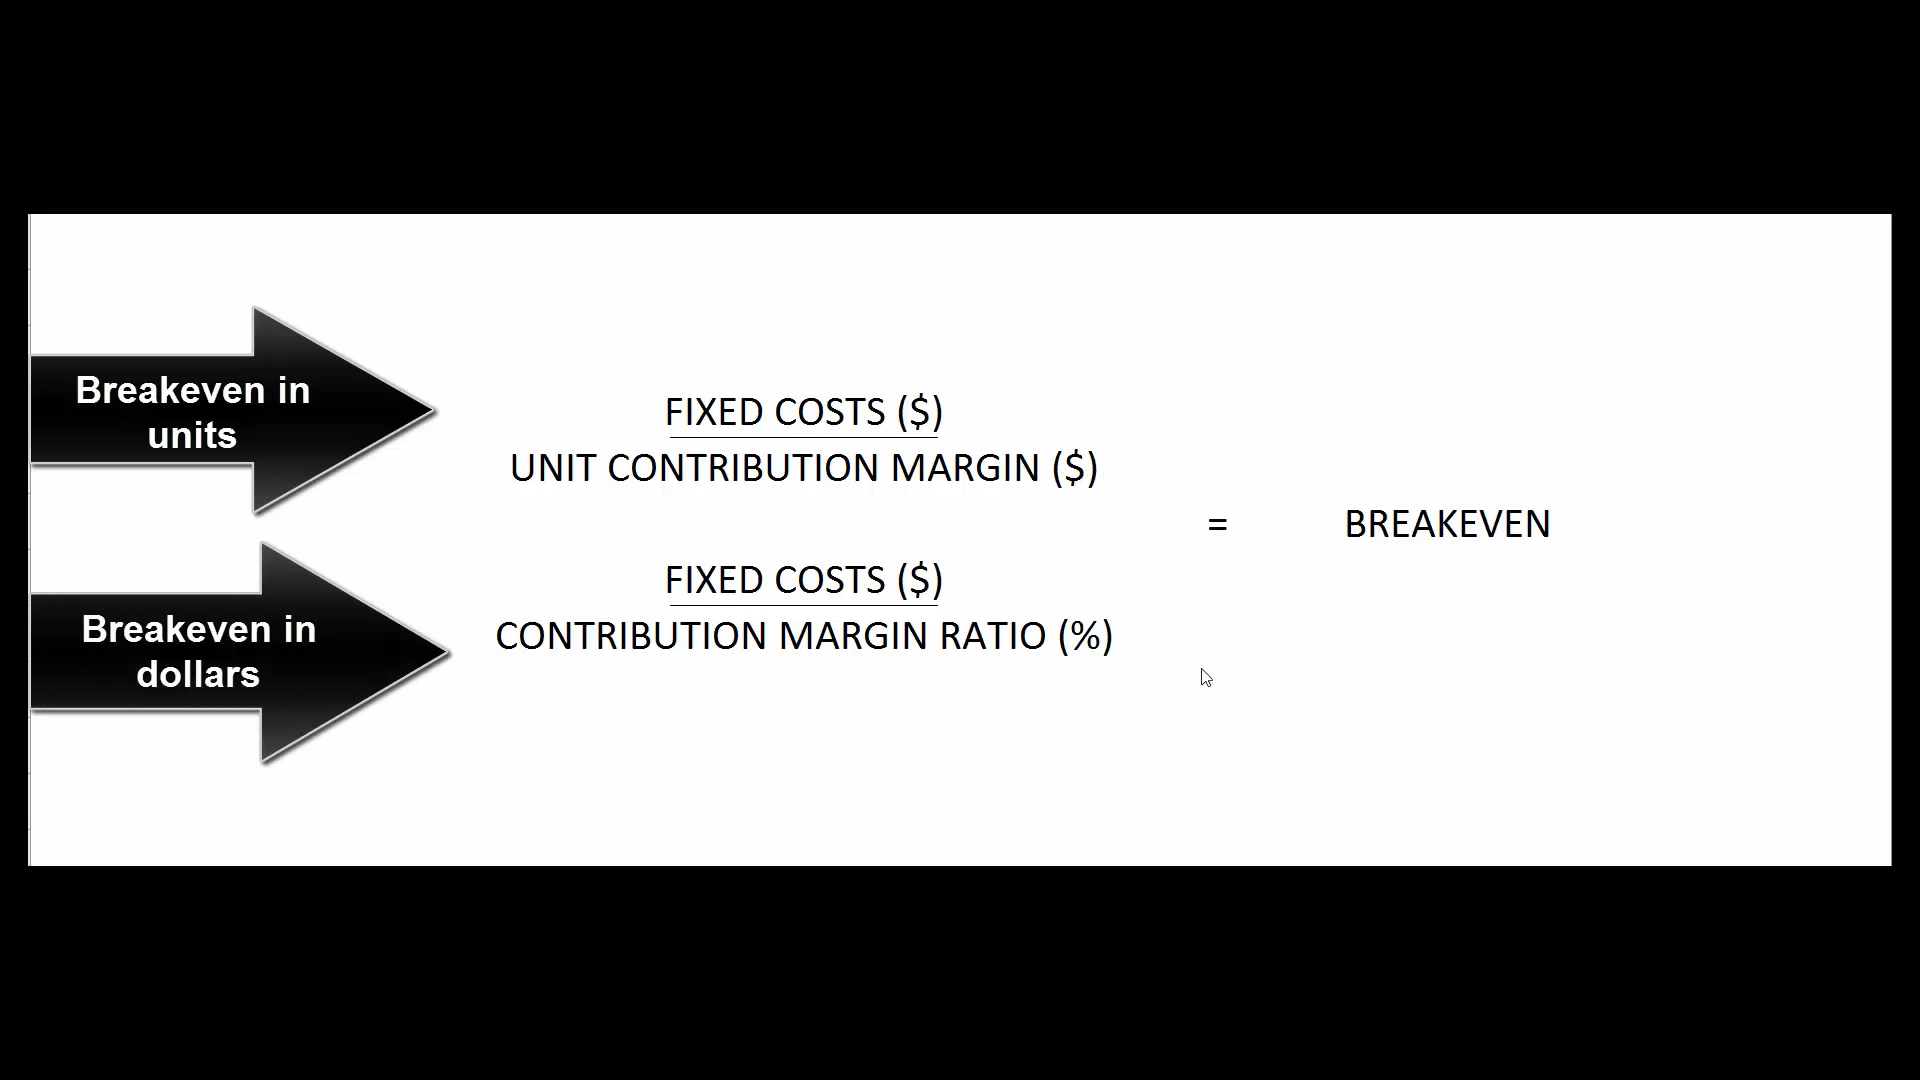 Breakeven in
units
FIXED COSTS ($)
UNIT CONTRIBUTION MARGIN ($)
= BREAKEVEN
Breakeven in
dollars
FIXED COSTS ($)
CONTRIBUTION MARGIN RATIO (%)